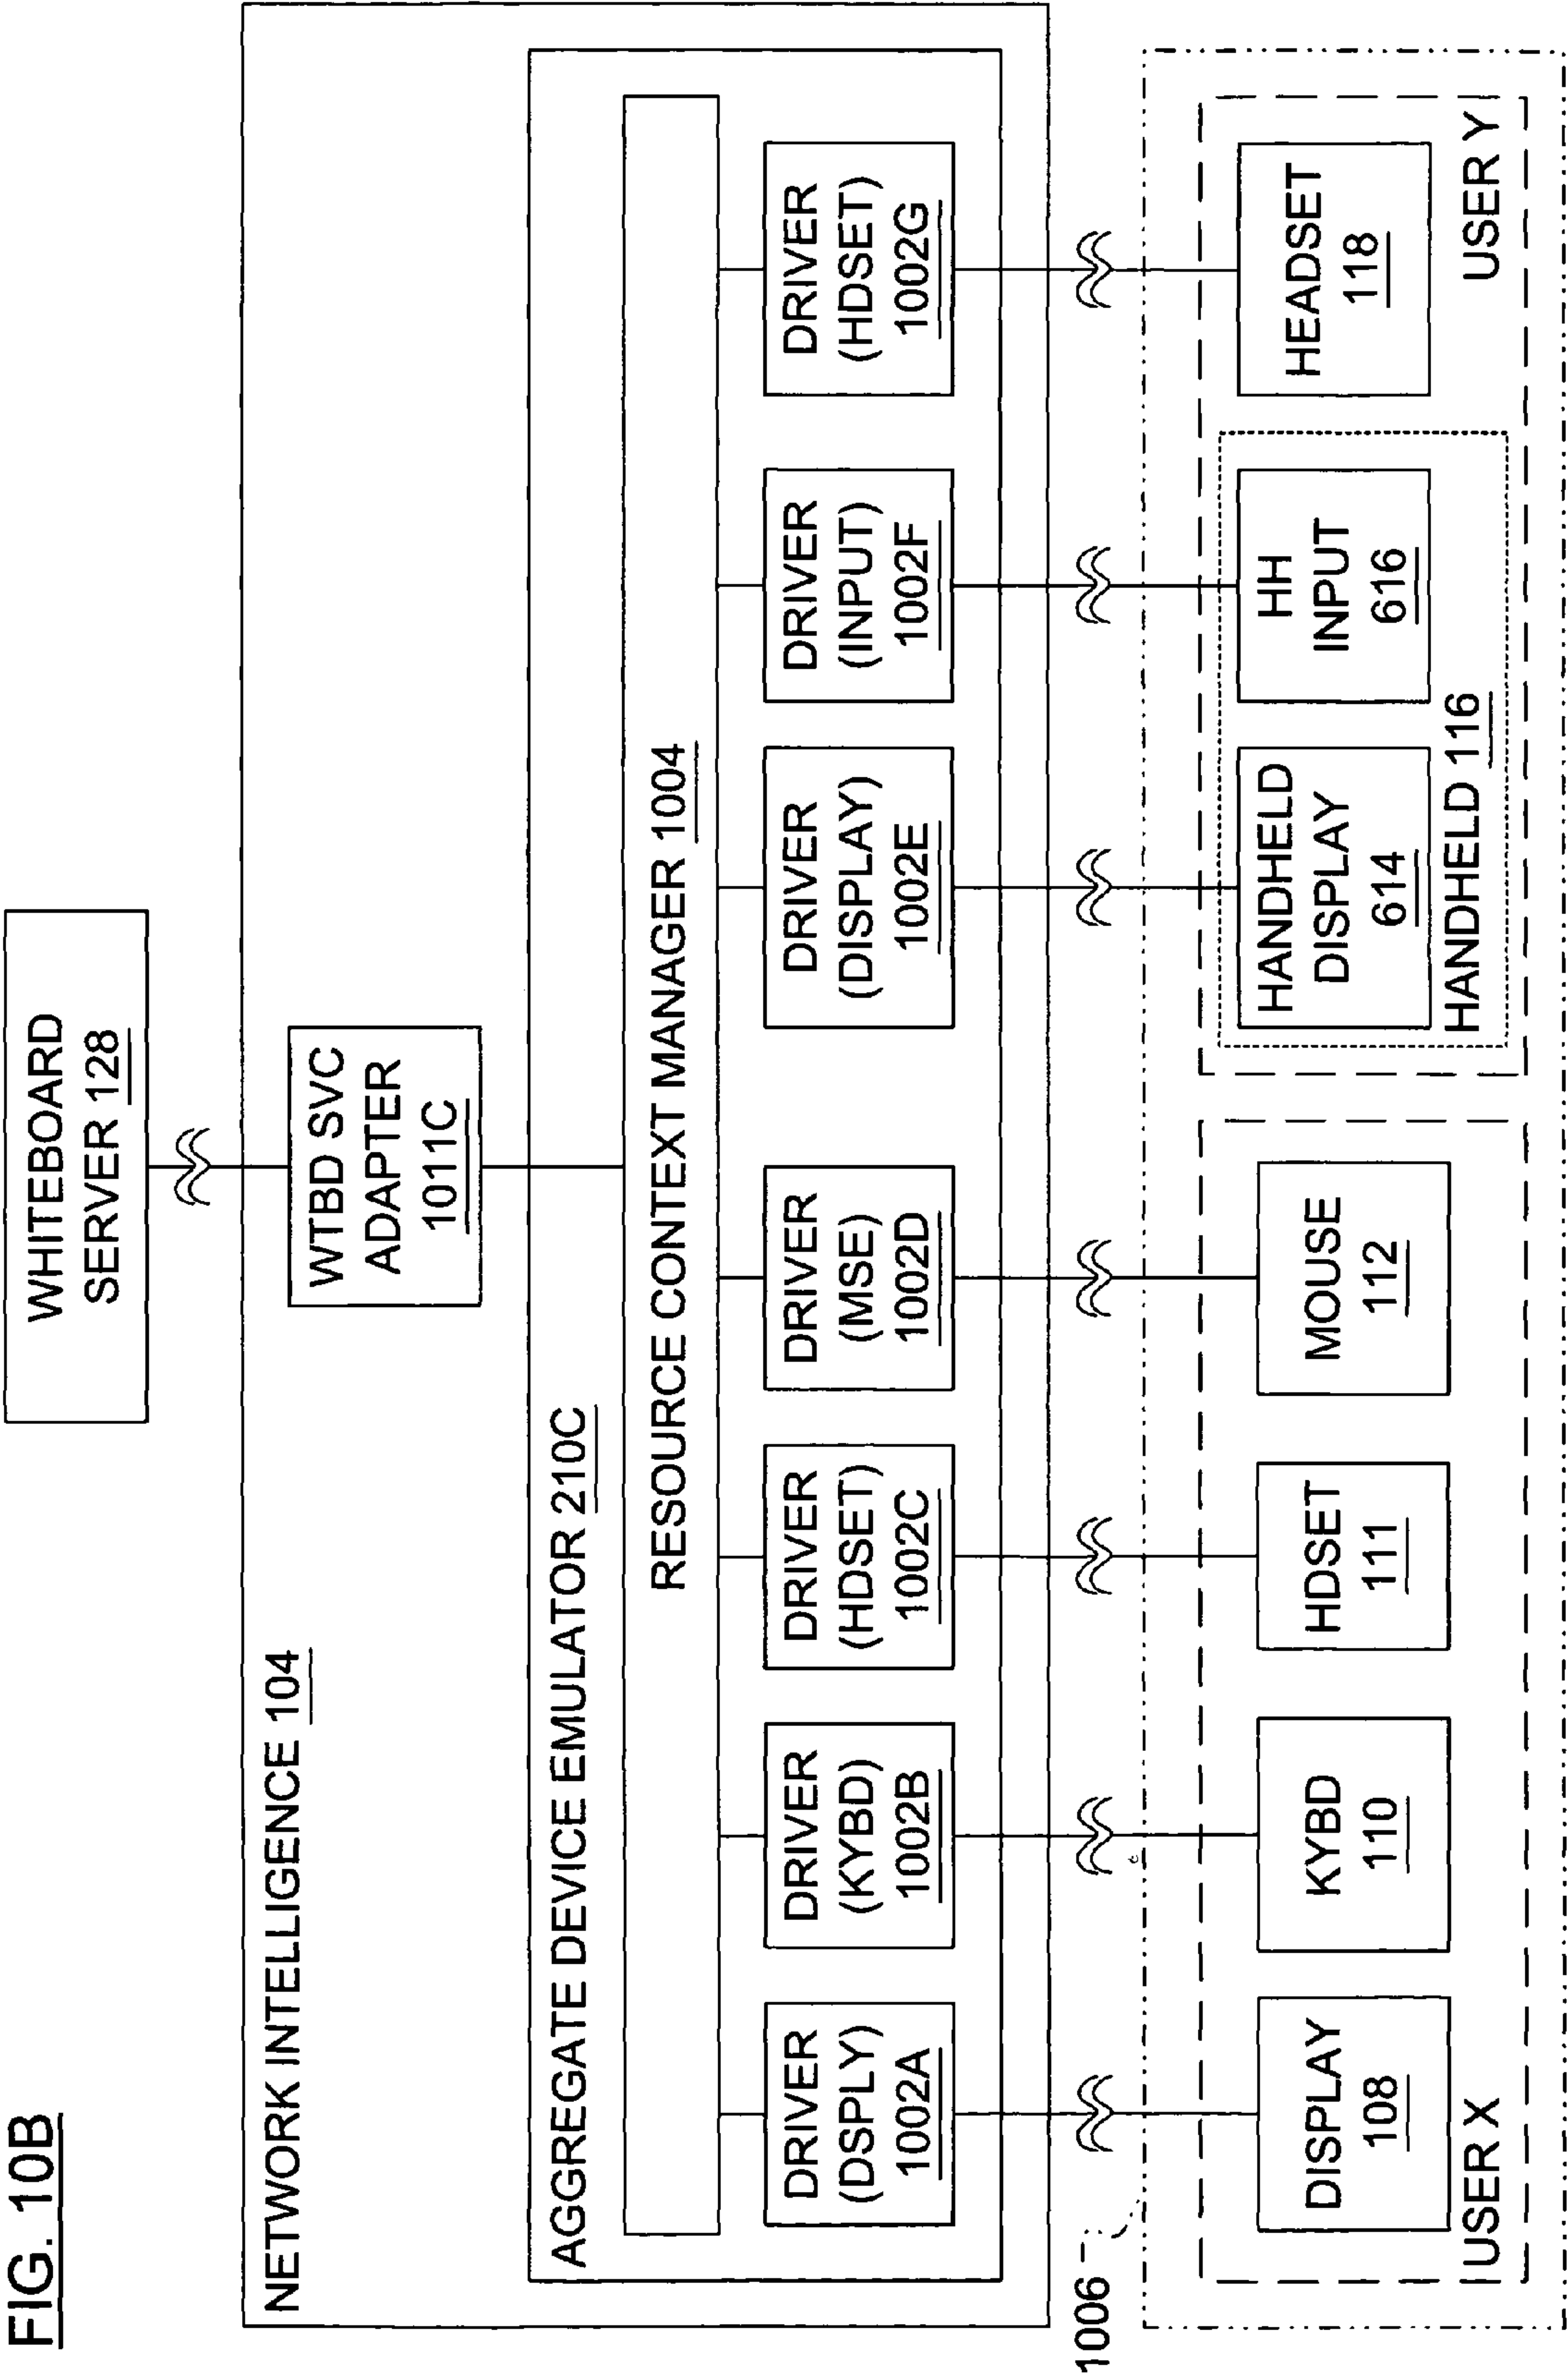 FIG. 10B
WHITEBOARD
SERVER 128
NETWORK INTELLIGENCE 104
WTBD SVC
ADAPTER
1011C
AGGREGATE DEVICE EMULATOR 210C
RESOURCE CONTEXT MANAGER 1004
DRIVER
(DSPLY)
1002A
DRIVER
(KYBD)
1002B
DRIVER
(HDSET)
1002C
DRIVER
(MSE)
1002D
DRIVER
(DISPLAY)
1002E
DRIVER
(INPUT)
1002F
DRIVER
(HDSET)
1002G
1006
DISPLAY
108
KYBD
110
HDSET
111
MOUSE
112
USER X
HANDHELD
DISPLAY
614
HH
INPUT
616
HANDHELD 116
HEADSET
118
USER Y